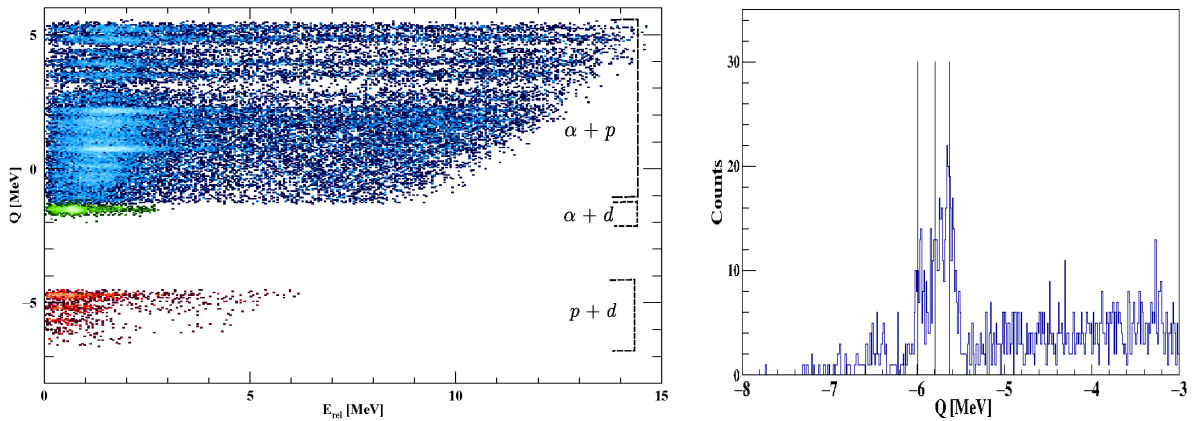 5
0
−5
Q [MeV]
α + p
α + d
p + d
0
5
10
15
E_rel [MeV]
Counts
30
20
10
0
−8
−7
−6
−5
−4
−3
Q [MeV]